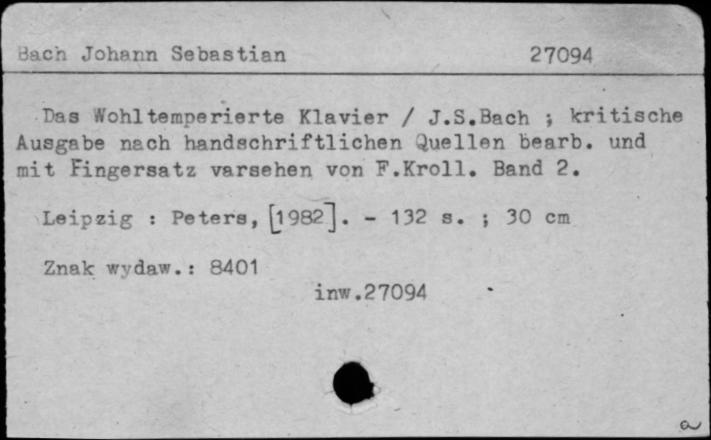 Bach Johann Sebastian 27094
Das Wohltemperierte Klavier / J.S.Bach ; kritische
Ausgabe nach handschriftlichen Quellen bearb. und
mit Fingersatz varsehen von F.Kroll. Band 2.
Leipzig : Peters, [1982]. - 132 s. ; 30 cm
Znak wydaw.: 8401
inw.27094
a